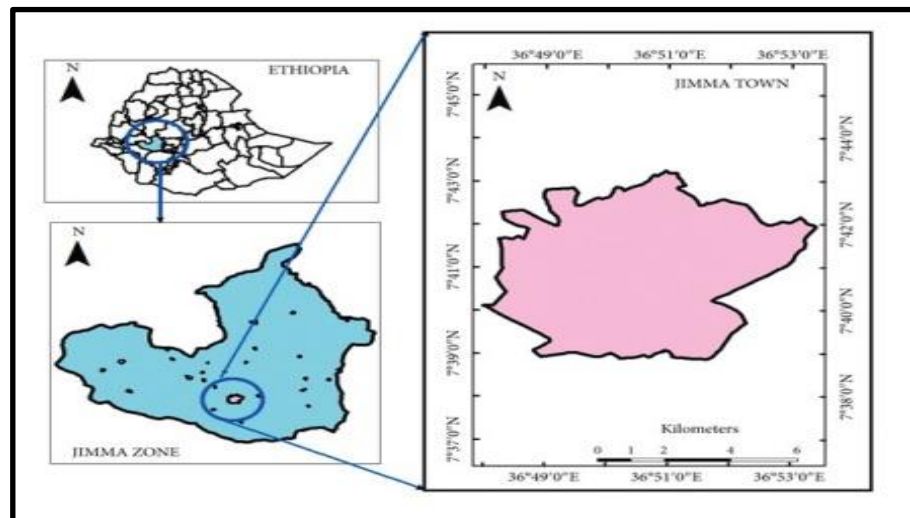 N
ETHIOPIA
N
JIMMA ZONE
36°49'0"E 36°51'0"E 36°53'0"E
N
JIMMA TOWN
7°45'0"N
7°43'0"N
7°41'0"N
7°39'0"N
7°37'0"N
7°44'0"N
7°42'0"N
7°40'0"N
7°38'0"N
Kilometers
0 1 2 4 6
36°49'0"E 36°51'0"E 36°53'0"E